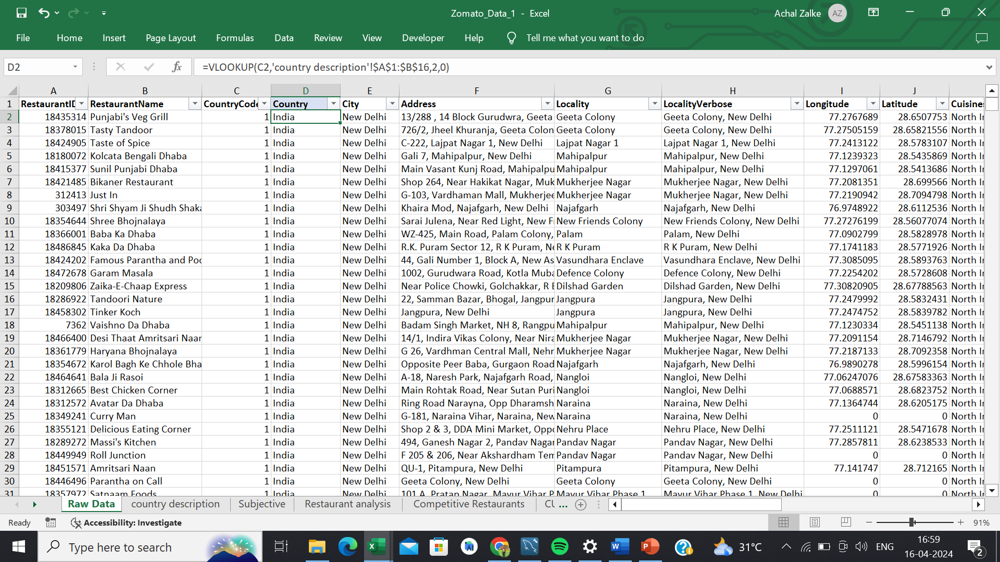 Zomato_Data_1 - Excel
Achal Zalke AZ
File Home Insert Page Layout Formulas Data Review View Developer Help Tell me what you want to do
D2 fx =VLOOKUP(C2,'country description'!$A$1:$B$16,2,0)
A B C D E F G H I J
1 RestaurantID RestaurantName CountryCode Country City Address Locality LocalityVerbose Longitude Latitude Cuisines
2 18435314 Punjabi's Veg Grill 1 India New Delhi 13/288 , 14 Block Gurudwra, Geeta Geeta Colony Geeta Colony, New Delhi 77.2767689 28.6507753 North In
3 18378015 Tasty Tandoor 1 India New Delhi 726/2, Jheel Khuranja, Geeta Colon Geeta Colony Geeta Colony, New Delhi 77.27505159 28.65821556 North In
4 18424905 Taste of Spice 1 India New Delhi C-222, Lajpat Nagar 1, New Delhi Lajpat Nagar 1 Lajpat Nagar 1, New Delhi 77.2413122 28.5783107 North In
5 18180072 Kolcata Bengali Dhaba 1 India New Delhi Gali 7, Mahipalpur, New Delhi Mahipalpur Mahipalpur, New Delhi 77.1239323 28.5435869 North In
6 18415377 Sunil Punjabi Dhaba 1 India New Delhi Main Vasant Kunj Road, Mahipalpu Mahipalpur Mahipalpur, New Delhi 77.1297061 28.5413686 North In
7 18421485 Bikaner Restaurant 1 India New Delhi Shop 264, Near Hakikat Nagar, Muk Mukherjee Nagar Mukherjee Nagar, New Delhi 77.2081351 28.699566 North In
8 312413 Just In 1 India New Delhi G-103, Vardhaman Mall, Mukherjee Mukherjee Nagar Mukherjee Nagar, New Delhi 77.2190942 28.7094798 North In
9 303497 Shri Shyam Ji Shudh Shaka 1 India New Delhi Khaira Mod, Najafgarh, New Delhi Najafgarh Najafgarh, New Delhi 76.9748922 28.6112536 North In
10 18354644 Shree Bhojnalaya 1 India New Delhi Sarai Julena, Near Red Light, New Fr New Friends Colony New Friends Colony, New Delhi 77.27276199 28.56077074 North In
11 18366001 Baba Ka Dhaba 1 India New Delhi WZ-425, Main Road, Palam Colony, Palam Palam, New Delhi 77.0902799 28.5828978 North In
12 18486845 Kaka Da Dhaba 1 India New Delhi R.K. Puram Sector 12, R K Puram, Ne R K Puram R K Puram, New Delhi 77.1741183 28.5771926 North In
13 18424202 Famous Parantha and Poo 1 India New Delhi 44, Gali Number 1, Block A, New As Vasundhara Enclave Vasundhara Enclave, New Delhi 77.3085095 28.5893763 North In
14 18472678 Garam Masala 1 India New Delhi 1002, Gurudwara Road, Kotla Muba Defence Colony Defence Colony, New Delhi 77.2254202 28.5728608 North In
15 18209806 Zaika-E-Chaap Express 1 India New Delhi Near Police Chowki, Golchakkar, R E Dilshad Garden Dilshad Garden, New Delhi 77.30820905 28.67788563 North In
16 18286922 Tandoori Nature 1 India New Delhi 22, Samman Bazar, Bhogal, Jangpur Jangpura Jangpura, New Delhi 77.2479992 28.5832431 North In
17 18458302 Tinker Koch 1 India New Delhi Jangpura, New Delhi Jangpura Jangpura, New Delhi 77.2474752 28.5839782 North In
18 7362 Vaishno Da Dhaba 1 India New Delhi Badam Singh Market, NH 8, Rangpu Mahipalpur Mahipalpur, New Delhi 77.1230334 28.5451138 North In
19 18466400 Desi Thaat Amritsari Naan 1 India New Delhi 14/1, Indira Vikas Colony, Near Nira Mukherjee Nagar Mukherjee Nagar, New Delhi 77.2091154 28.7146792 North In
20 18361779 Haryana Bhojnalaya 1 India New Delhi G 26, Vardhman Central Mall, Nehr Mukherjee Nagar Mukherjee Nagar, New Delhi 77.2187133 28.7092358 North In
21 18354672 Karol Bagh Ke Chhole Bha 1 India New Delhi Opposite Peer Baba, Gurgaon Road Najafgarh Najafgarh, New Delhi 76.9890278 28.5996154 North In
22 18464641 Bala Ji Rasoi 1 India New Delhi A-18, Naresh Park, Najafgarh Road, Nangloi Nangloi, New Delhi 77.06247076 28.67583363 North In
23 18312665 Best Chicken Corner 1 India New Delhi Main Rohtak Road, Near Sutan Puri Nangloi Nangloi, New Delhi 77.0688571 28.6823752 North In
24 18312572 Avatar Da Dhaba 1 India New Delhi Ring Road Narayna, Opp Dharamsh Naraina Naraina, New Delhi 77.1364744 28.6205175 North In
25 18349241 Curry Man 1 India New Delhi G-181, Naraina Vihar, Naraina, New Naraina Naraina, New Delhi 0 0 North In
26 18355121 Delicious Eating Corner 1 India New Delhi Shop 2 & 3, DDA Mini Market, Oppo Nehru Place Nehru Place, New Delhi 77.2511121 28.5471678 North In
27 18289272 Massi's Kitchen 1 India New Delhi 494, Ganesh Nagar 2, Pandav Nagar Pandav Nagar Pandav Nagar, New Delhi 77.2857811 28.6238533 North In
28 18449949 Roll Junction 1 India New Delhi F 205 & 206, Near Akshardham Tem Pandav Nagar Pandav Nagar, New Delhi 0 0 North In
29 18451571 Amritsari Naan 1 India New Delhi QU-1, Pitampura, New Delhi Pitampura Pitampura, New Delhi 77.141747 28.712165 North In
30 18446496 Parantha on Call 1 India New Delhi Geeta Colony, New Delhi Geeta Colony Geeta Colony, New Delhi 0 0 North In
31 18357972 Satnaam Foods 1 India New Delhi 101 A, Pratap Nagar, Mayur Vihar P Mayur Vihar Phase 1 Mayur Vihar Phase 1, New Delhi 0 0 North In
Raw Data country description Subjective Restaurant analysis Competitive Restaurants CU ...
Ready Accessibility: Investigate 91%
Type here to search 31°C ENG 16:59
16-04-2024 2